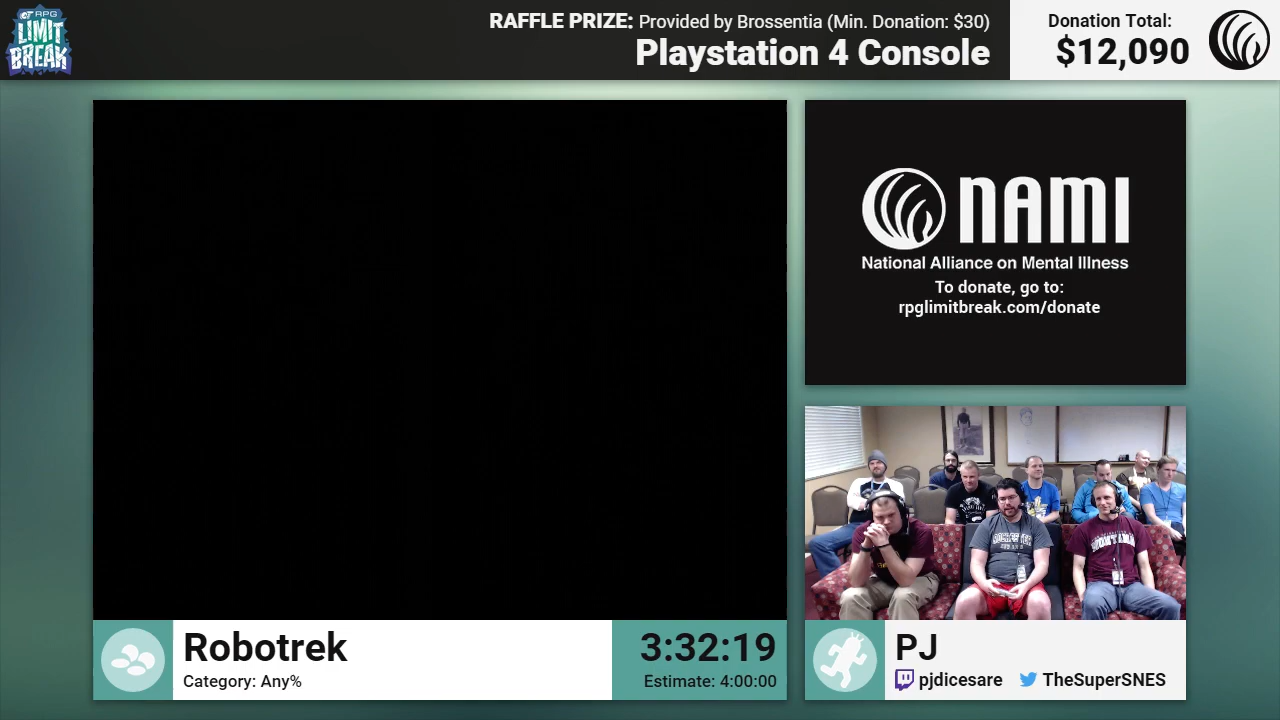 OF RPG
LIMIT
BREAK
RAFFLE PRIZE: Provided by Brossentia (Min. Donation: $30)
Playstation 4 Console
Donation Total:
$12,090
NAMI
National Alliance on Mental Illness
To donate, go to:
rpglimitbreak.com/donate
Robotrek
Category: Any%
3:32:19
Estimate: 4:00:00
PJ
pjdicesare
TheSuperSNES